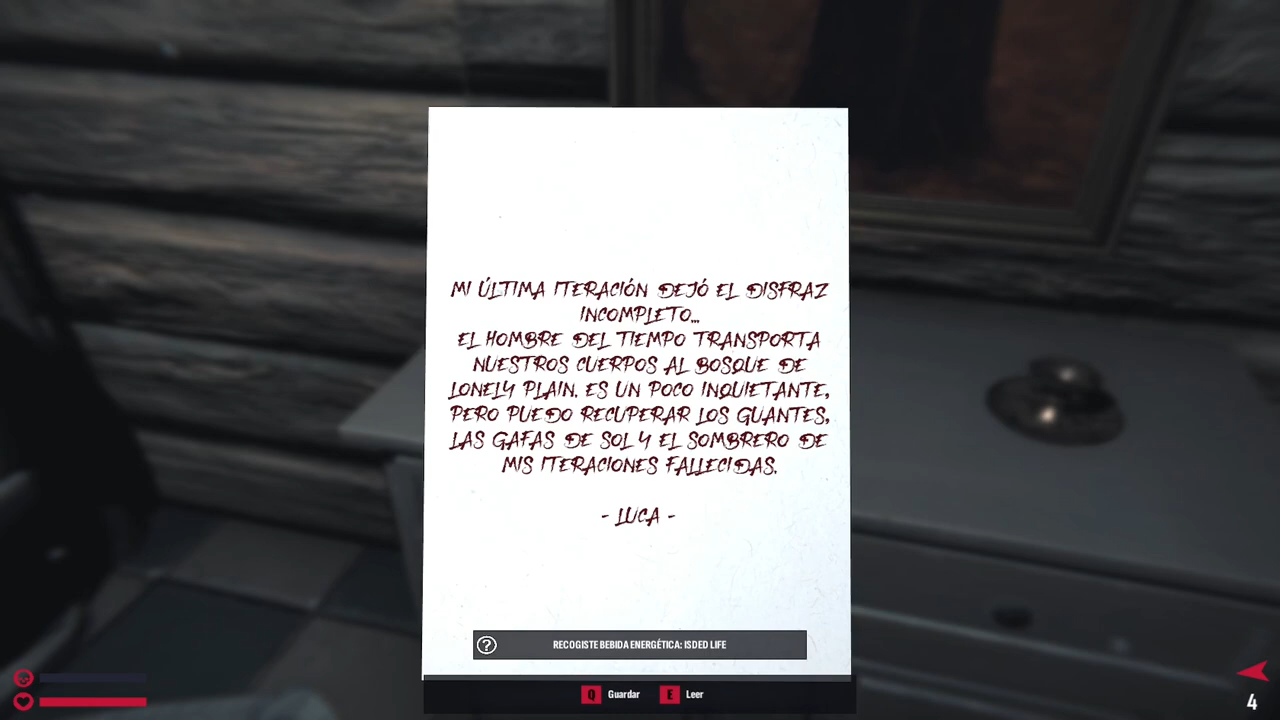 MI ÚLTIMA ITERACIÓN DEJÓ EL DISFRAZ
INCOMPLETO...
EL HOMBRE DEL TIEMPO TRANSPORTA
NUESTROS CUERPOS AL BOSQUE DE
LONELY PLAIN. ES UN POCO INQUIETANTE,
PERO PUEDO RECUPERAR LOS GUANTES,
LAS GAFAS DE SOL Y EL SOMBRERO DE
MIS ITERACIONES FALLECIDAS.
- LUCA -
? RECOGISTE BEBIDA ENERGÉTICA: ISDED LIFE
Q Guardar E Leer
4